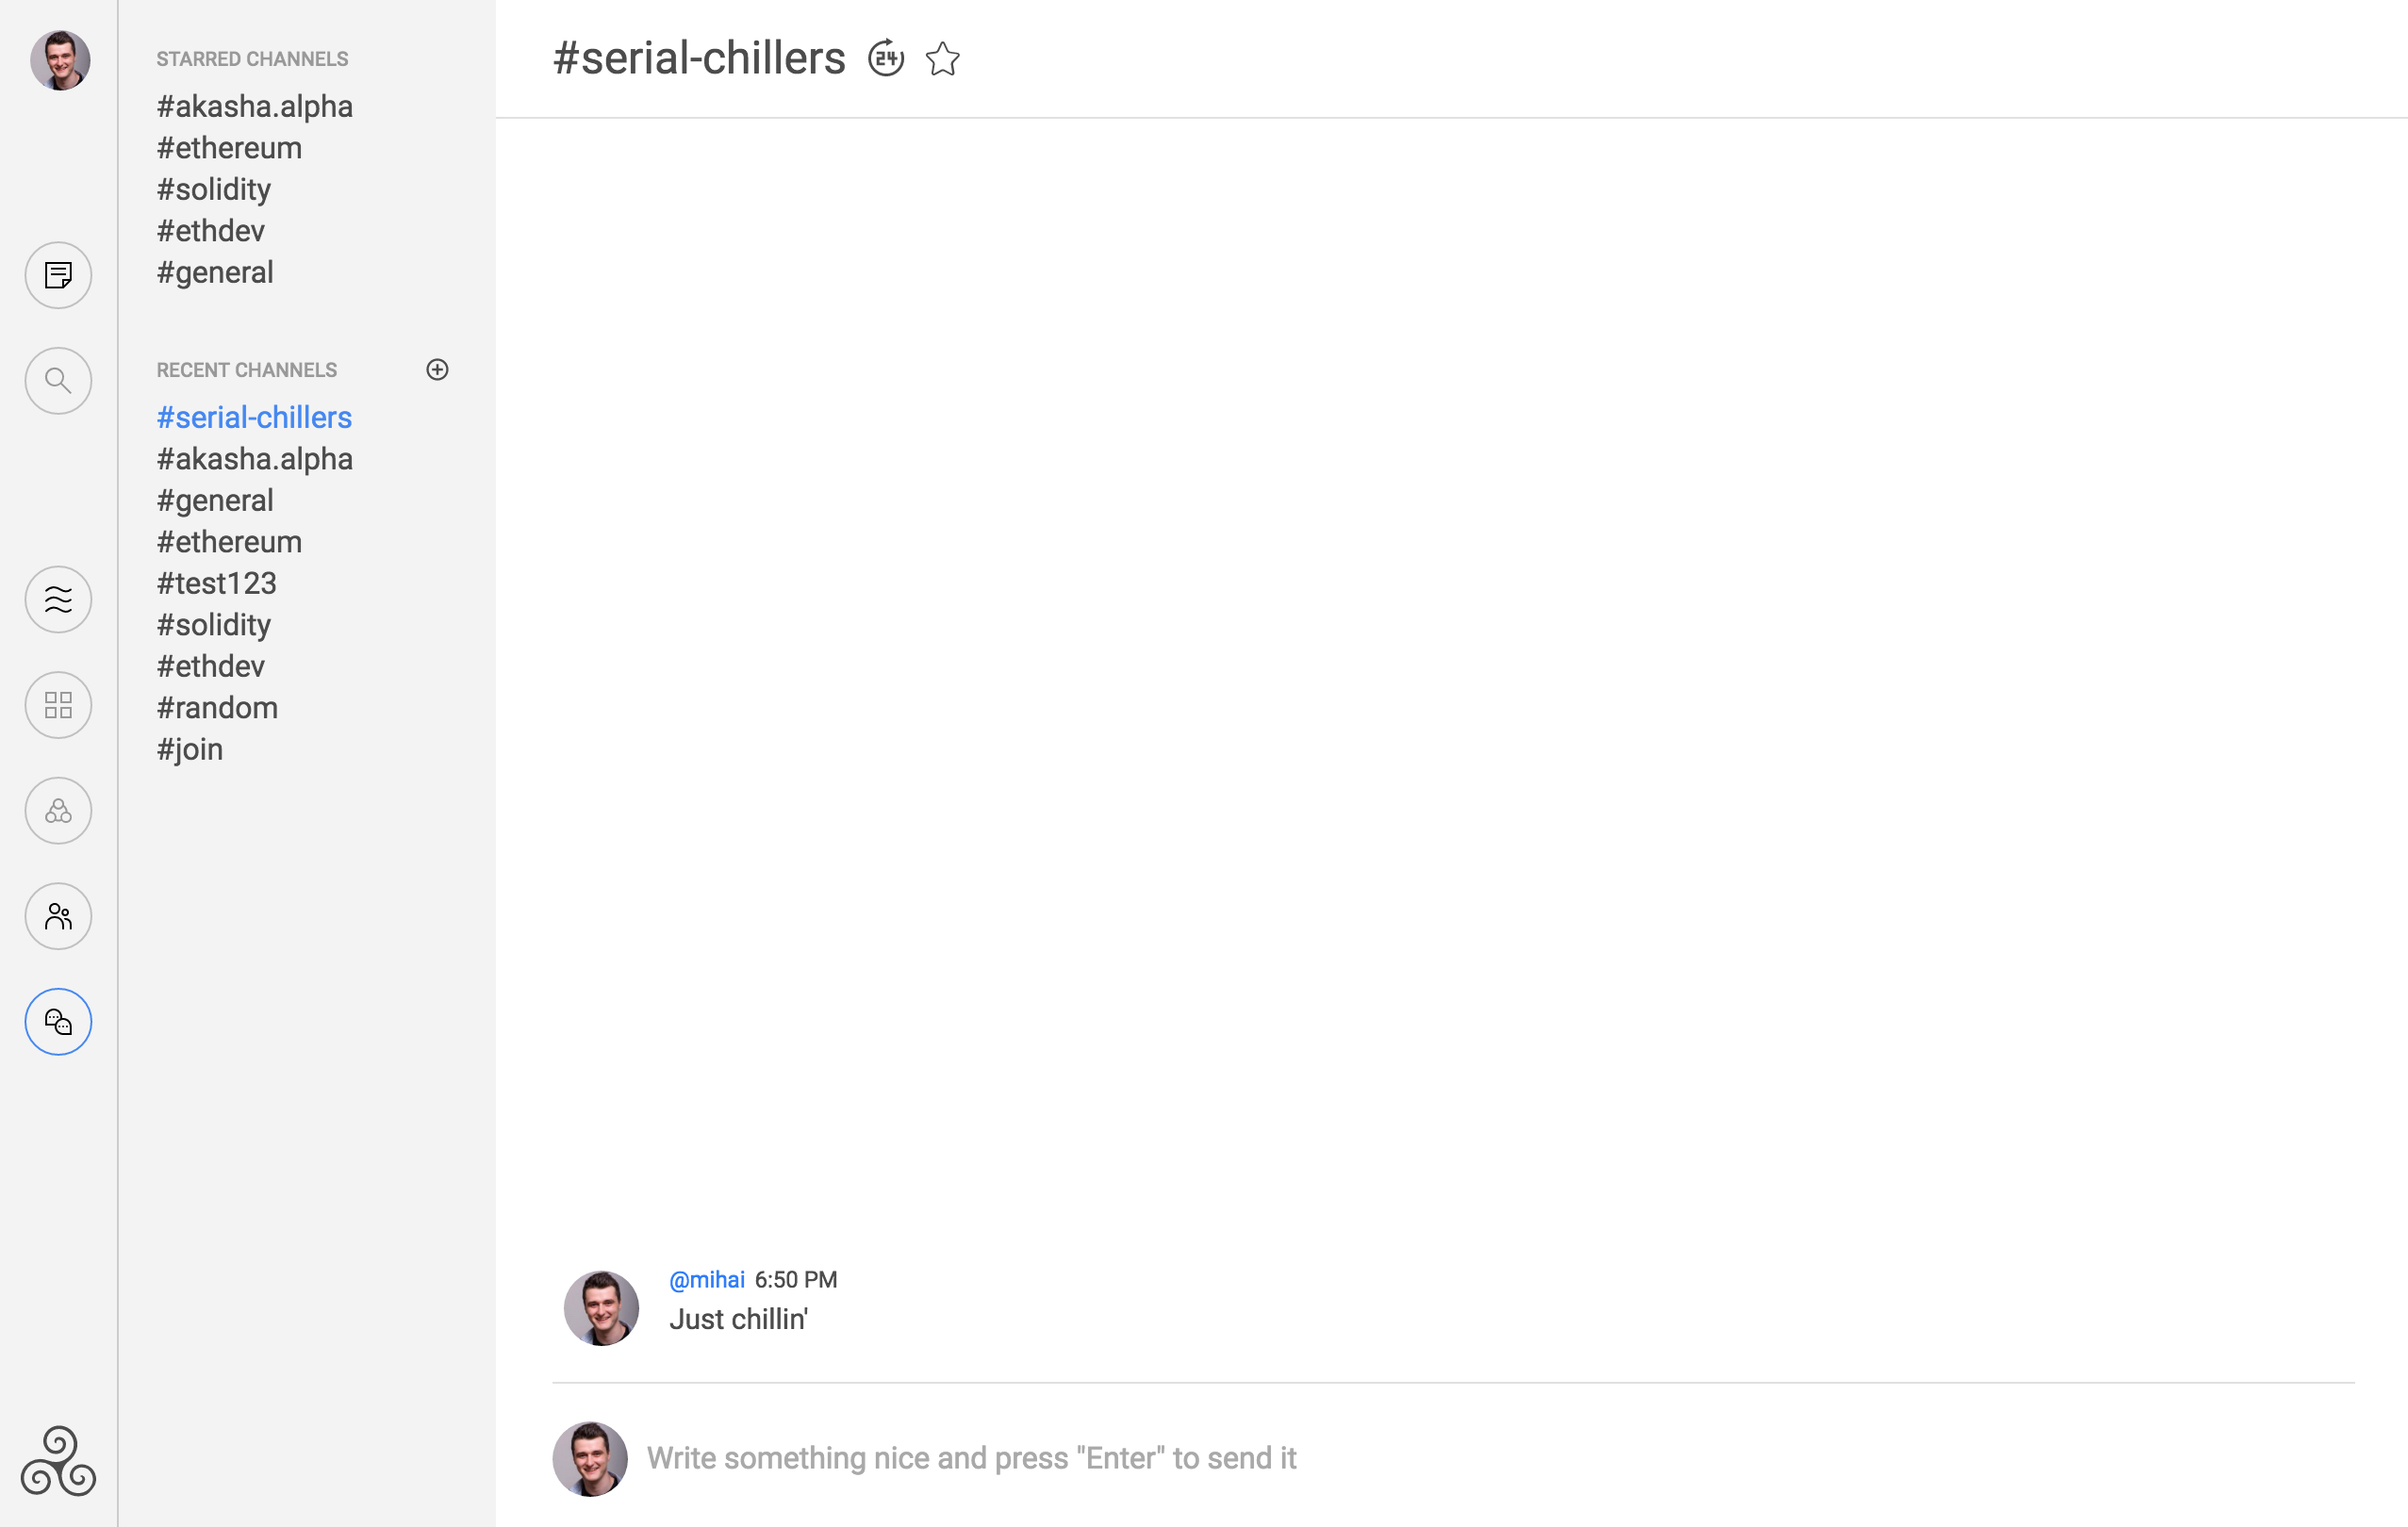 STARRED CHANNELS
#akasha.alpha
#ethereum
#solidity
#ethdev
#general
RECENT CHANNELS
#serial-chillers
#akasha.alpha
#general
#ethereum
#test123
#solidity
#ethdev
#random
#join
#serial-chillers 24
@mihai 6:50 PM
Just chillin'
Write something nice and press "Enter" to send it